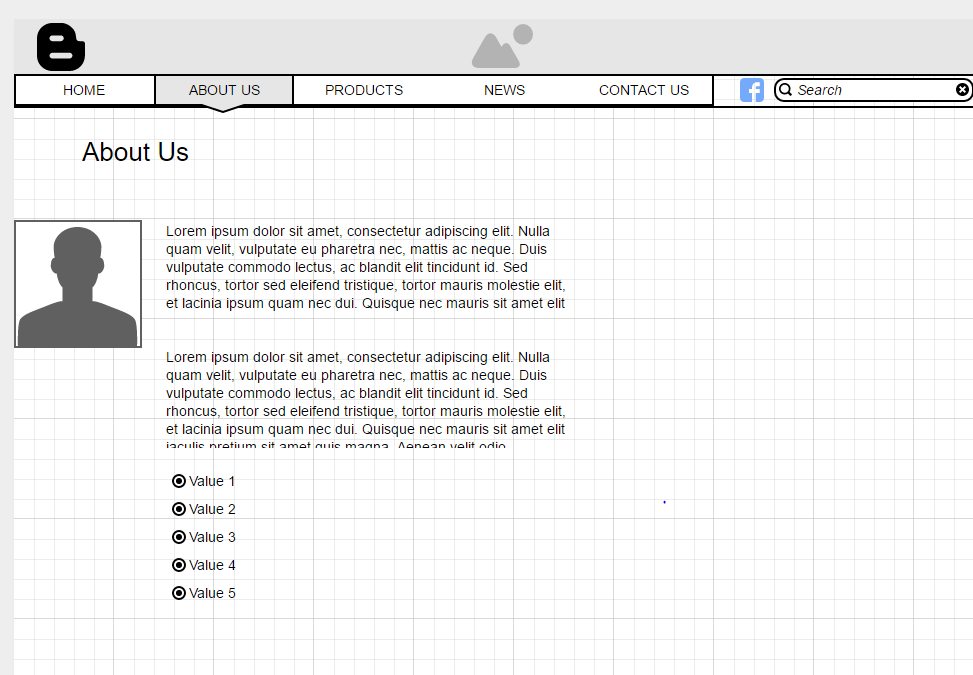 HOME ABOUT US PRODUCTS NEWS CONTACT US Search
About Us
Lorem ipsum dolor sit amet, consectetur adipiscing elit. Nulla
quam velit, vulputate eu pharetra nec, mattis ac neque. Duis
vulputate commodo lectus, ac blandit elit tincidunt id. Sed
rhoncus, tortor sed eleifend tristique, tortor mauris molestie elit,
et lacinia ipsum quam nec dui. Quisque nec mauris sit amet elit
Lorem ipsum dolor sit amet, consectetur adipiscing elit. Nulla
quam velit, vulputate eu pharetra nec, mattis ac neque. Duis
vulputate commodo lectus, ac blandit elit tincidunt id. Sed
rhoncus, tortor sed eleifend tristique, tortor mauris molestie elit,
et lacinia ipsum quam nec dui. Quisque nec mauris sit amet elit
iaculis pretium sit amet quis magna. Aenean velit odio
Value 1
Value 2
Value 3
Value 4
Value 5